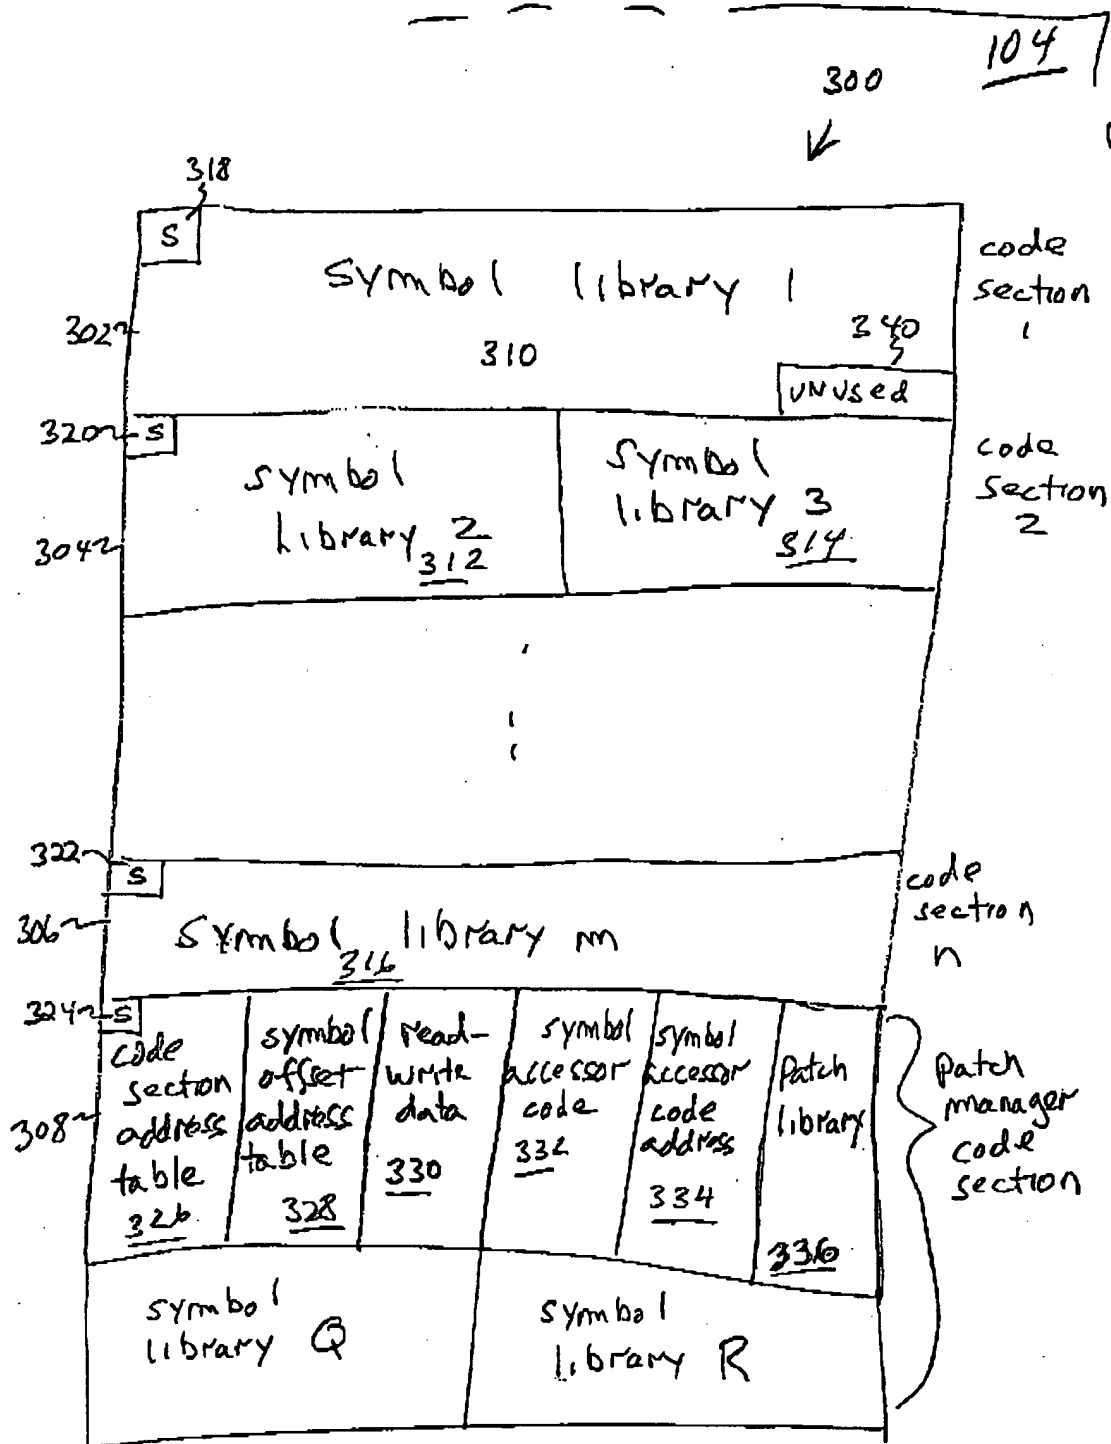 104
300
318
S
symbol library 1
code
section
1
302
310
340
UNUsed
320
S
symbol
library 2
312
symbol
library 3
314
code
section
2
304
322
S
306
symbol library m
316
code
section
n
324
S
code
section
address
table
326
symbol
offset
address
table
328
read-
write
data
330
symbol
accessor
code
332
symbol
accessor
code
address
334
Patch
library
336
308
Patch
manager
code
section
symbol
library Q
symbol
library R